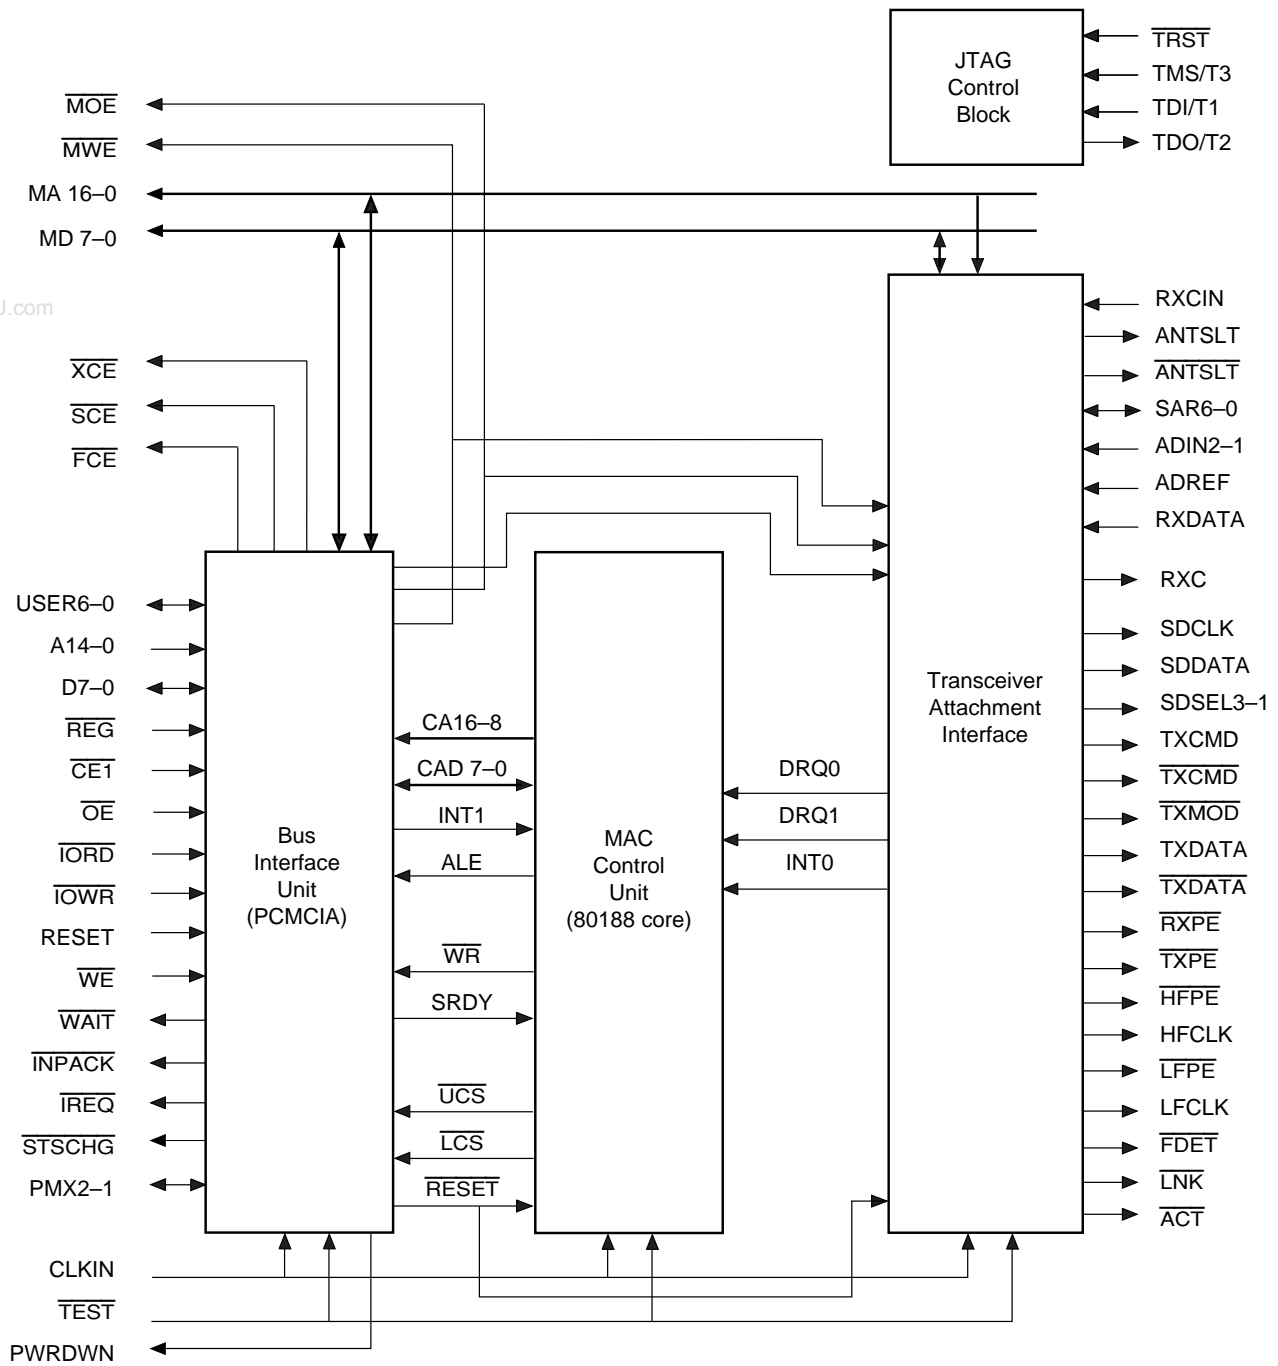 TRST
TMS/T3
TDI/T1
TDO/T2
JTAG
Control
Block
MOE
MWE
MA 16–0
MD 7–0
J.com
XCE
SCE
FCE
USER6–0
A14–0
D7–0
REG
CE1
OE
IORD
IOWR
RESET
WE
WAIT
INPACK
IREQ
STSCHG
PMX2–1
CLKIN
TEST
PWRDWN
Bus
Interface
Unit
(PCMCIA)
CA16–8
CAD 7–0
INT1
ALE
WR
SRDY
UCS
LCS
RESET
MAC
Control
Unit
(80188 core)
DRQ0
DRQ1
INT0
Transceiver
Attachment
Interface
RXCIN
ANTSLT
ANTSLT
SAR6–0
ADIN2–1
ADREF
RXDATA
RXC
SDCLK
SDDATA
SDSEL3–1
TXCMD
TXCMD
TXMOD
TXDATA
TXDATA
RXPE
TXPE
HFPE
HFCLK
LFPE
LFCLK
FDET
LNK
ACT